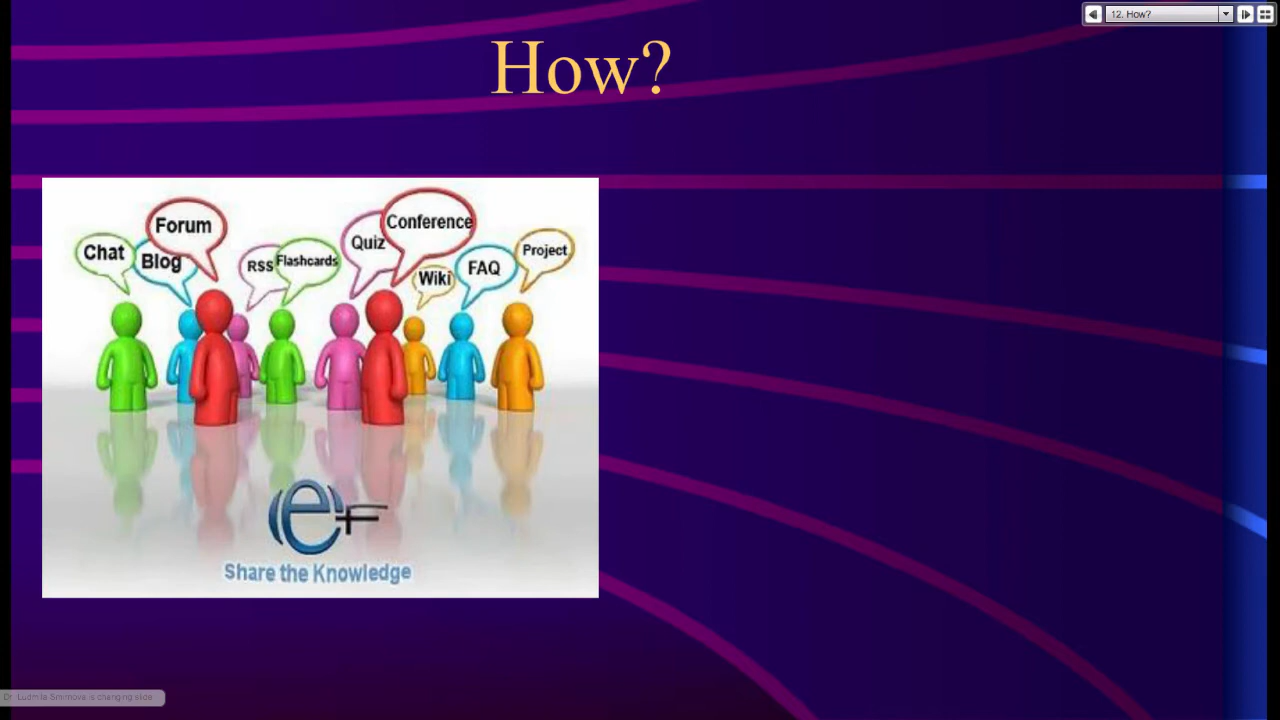 12. How?
How?
Conference
Forum
Quiz
Project
Chat
Blog
RSS
Flashcards
FAQ
Wiki
e f
Share the Knowledge
Dr. Ludmila Smirnova is changing slide